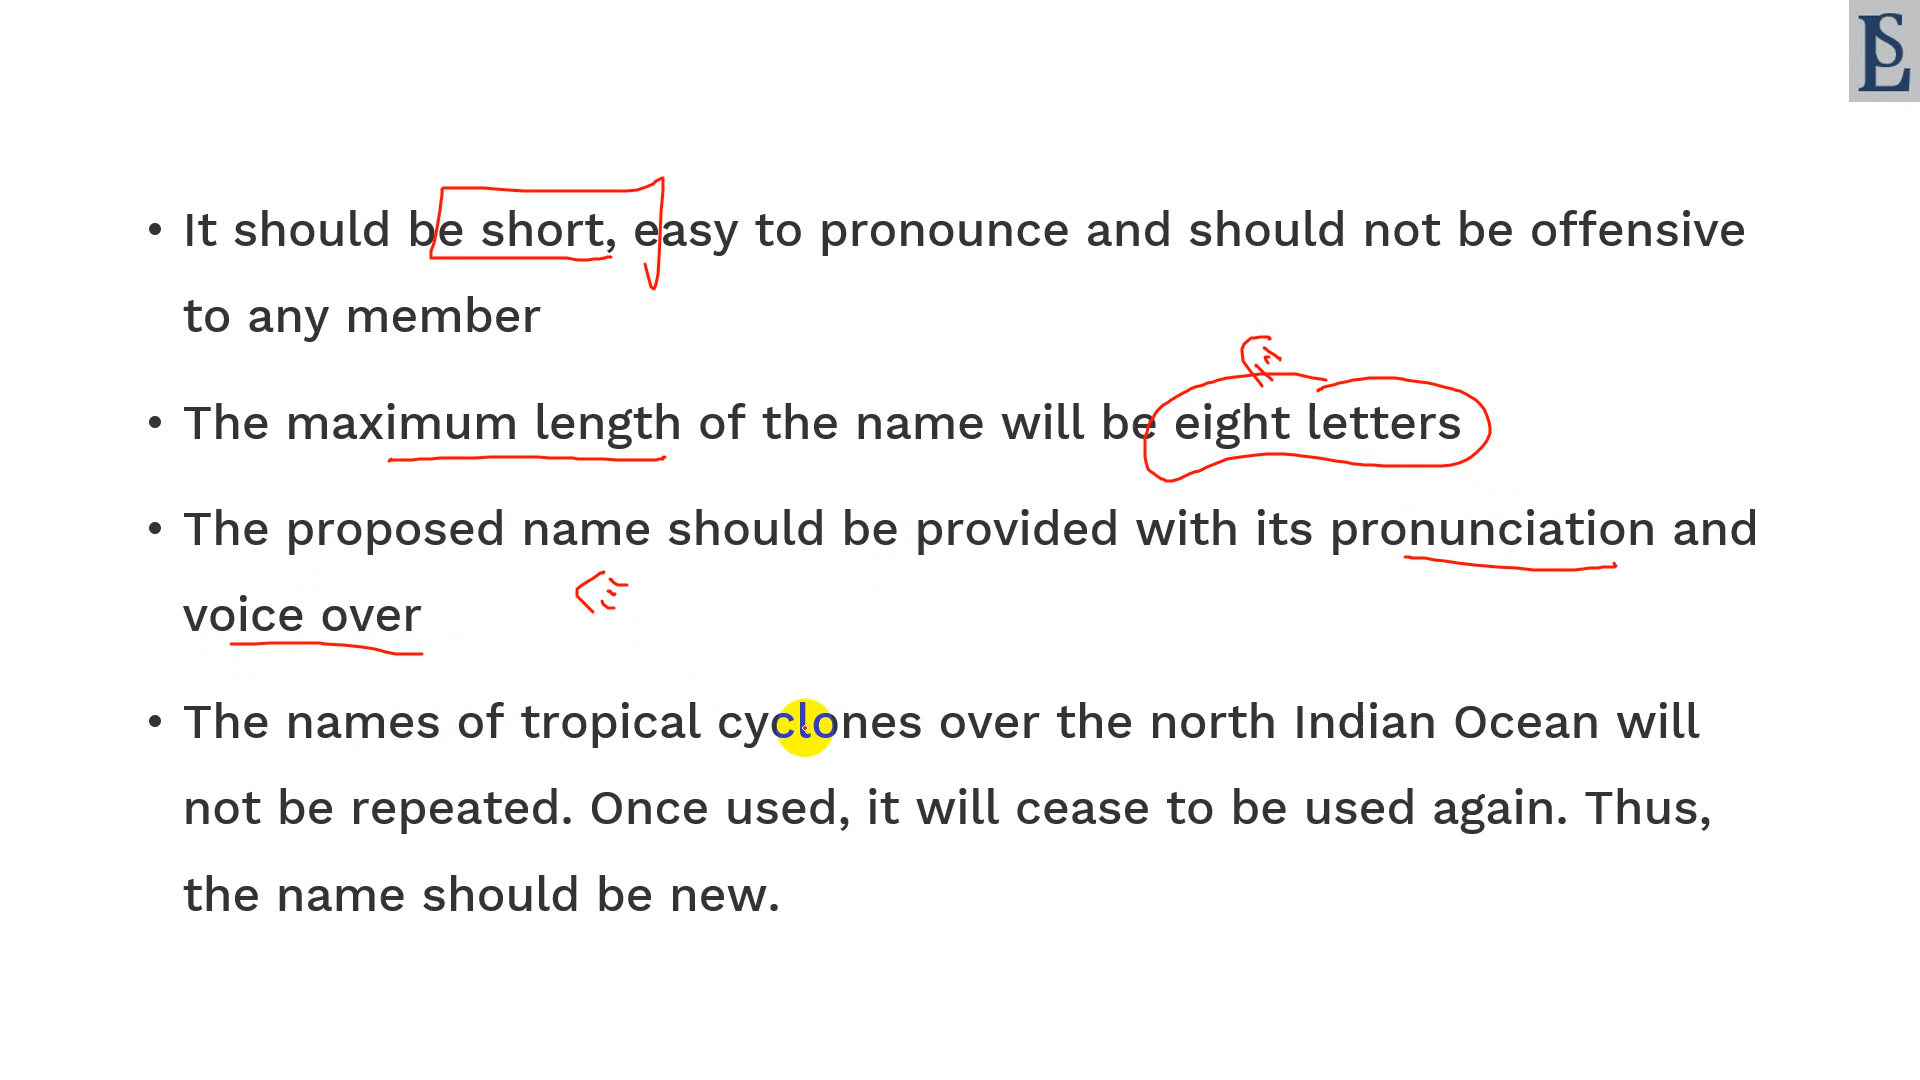 • It should be short, easy to pronounce and should not be offensive
to any member
• The maximum length of the name will be eight letters
• The proposed name should be provided with its pronunciation and
voice over
• The names of tropical cyclones over the north Indian Ocean will
not be repeated. Once used, it will cease to be used again. Thus,
the name should be new.